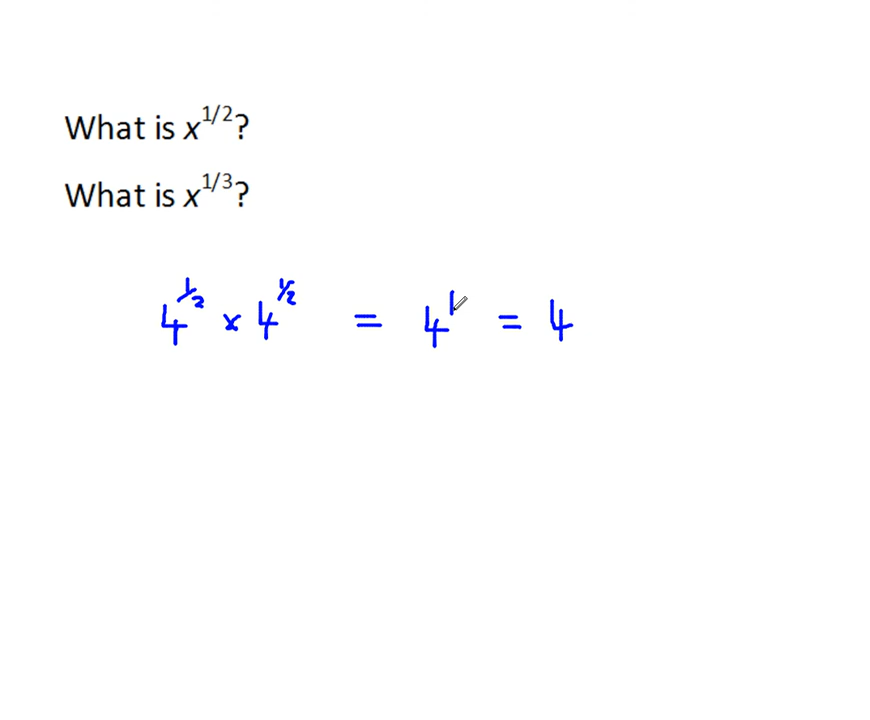 What is x^{1/2}?
What is x^{1/3}?
4^{1/2} × 4^{1/2} = 4^{1} = 4